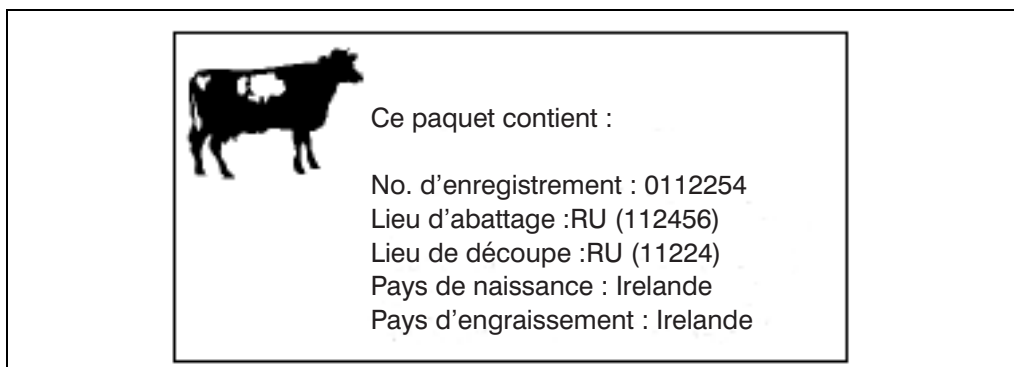 Ce paquet contient :
No. d’enregistrement : 0112254
Lieu d’abattage :RU (112456)
Lieu de découpe :RU (11224)
Pays de naissance : Irelande
Pays d’engraissement : Irelande